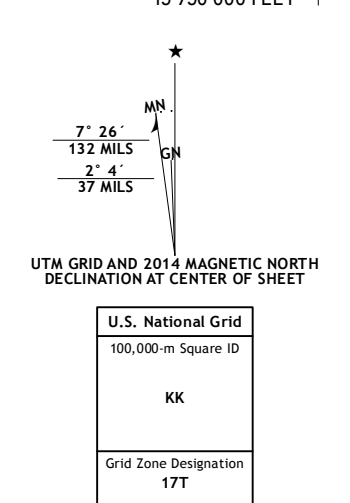 ★
MN
7° 26´
132 MILS
GN
2° 4´
37 MILS
UTM GRID AND 2014 MAGNETIC NORTH
DECLINATION AT CENTER OF SHEET
U.S. National Grid
100,000-m Square ID
KK
Grid Zone Designation
17T